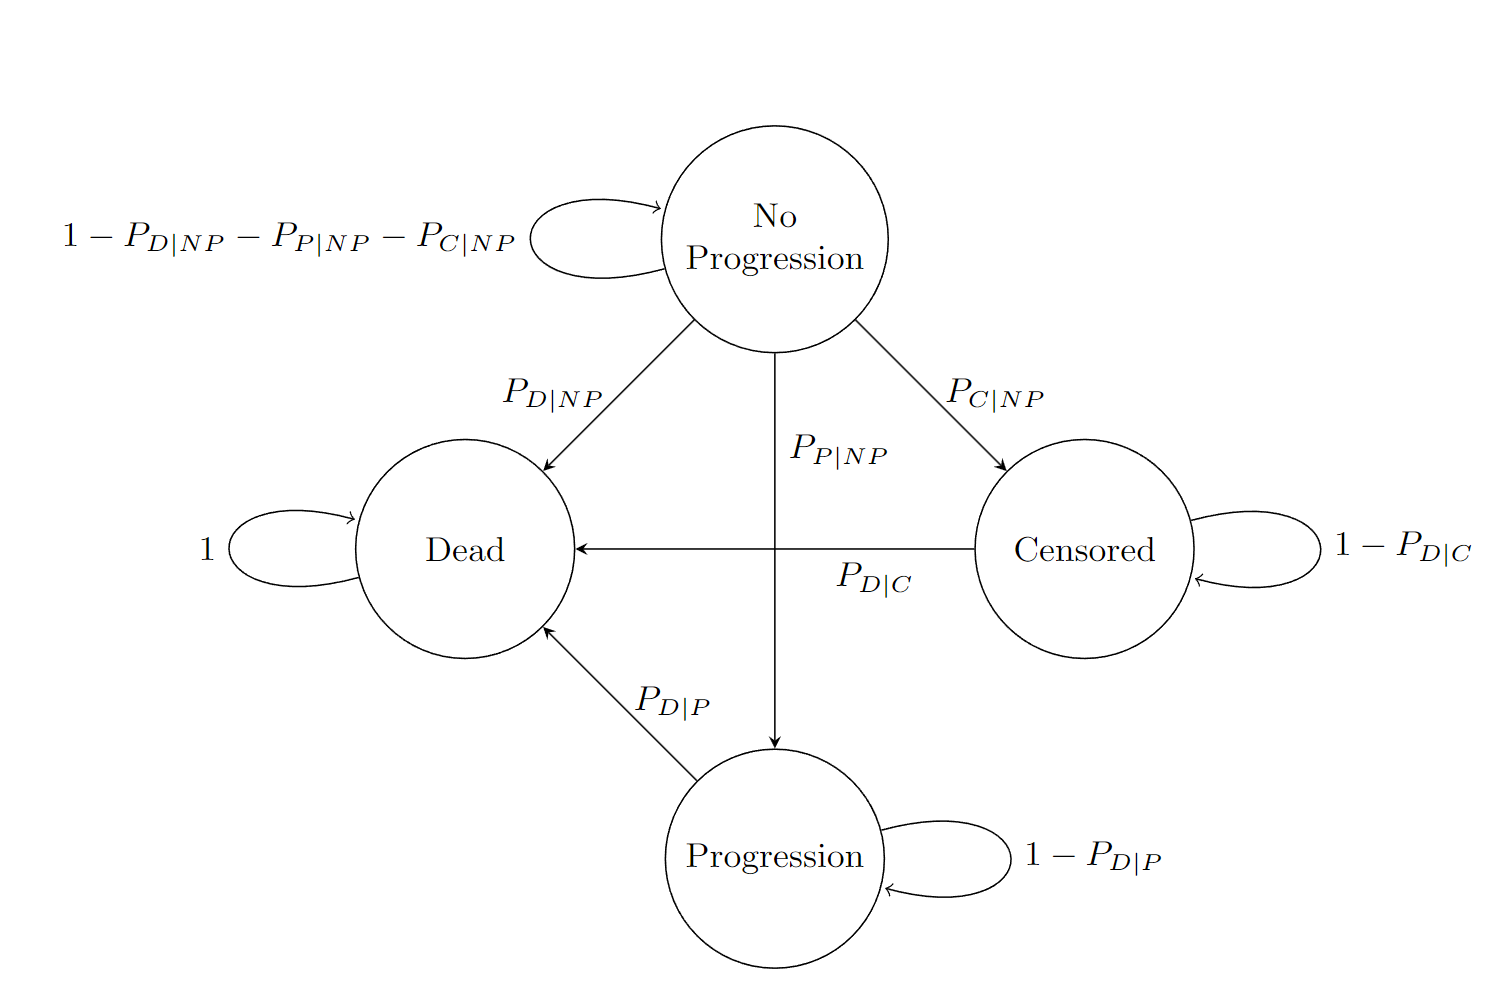 No
Progression
1 − P_{D|NP} − P_{P|NP} − P_{C|NP}
P_{D|NP}
P_{C|NP}
P_{P|NP}
1
Dead
Censored
1 − P_{D|C}
P_{D|C}
P_{D|P}
Progression
1 − P_{D|P}